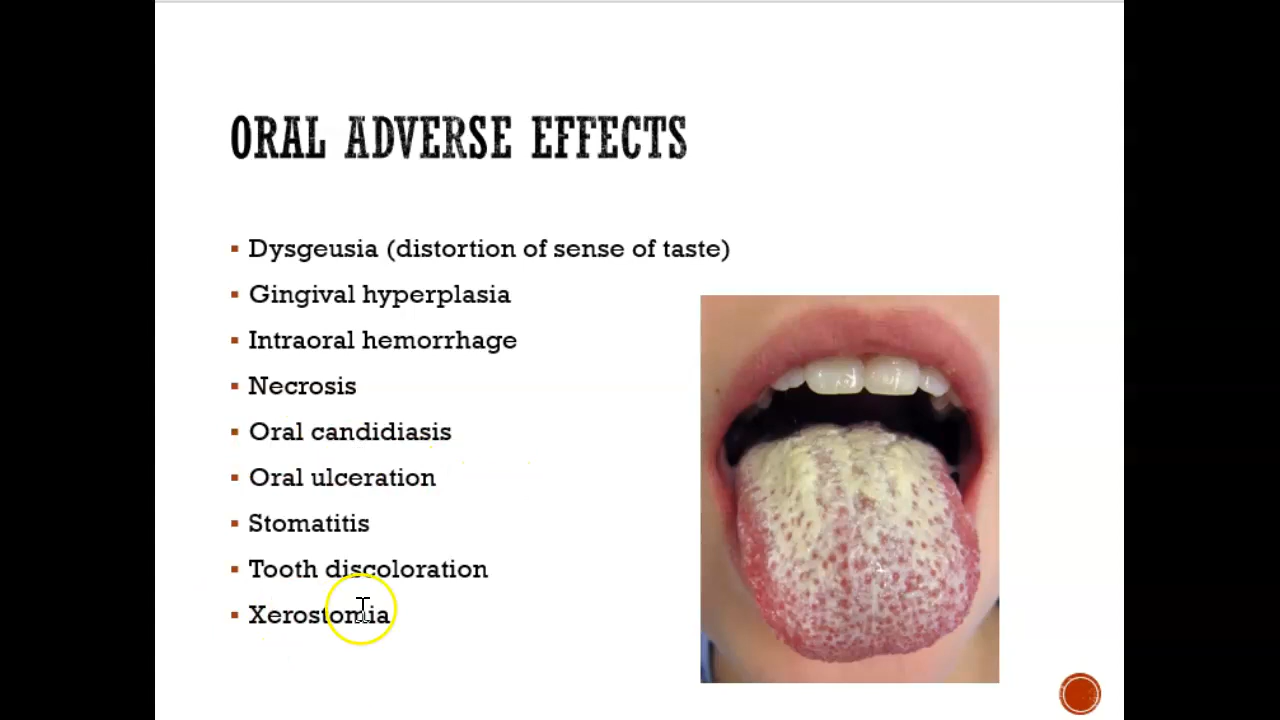 ORAL ADVERSE EFFECTS
Dysgeusia (distortion of sense of taste)
Gingival hyperplasia
Intraoral hemorrhage
Necrosis
Oral candidiasis
Oral ulceration
Stomatitis
Tooth discoloration
Xerostomia